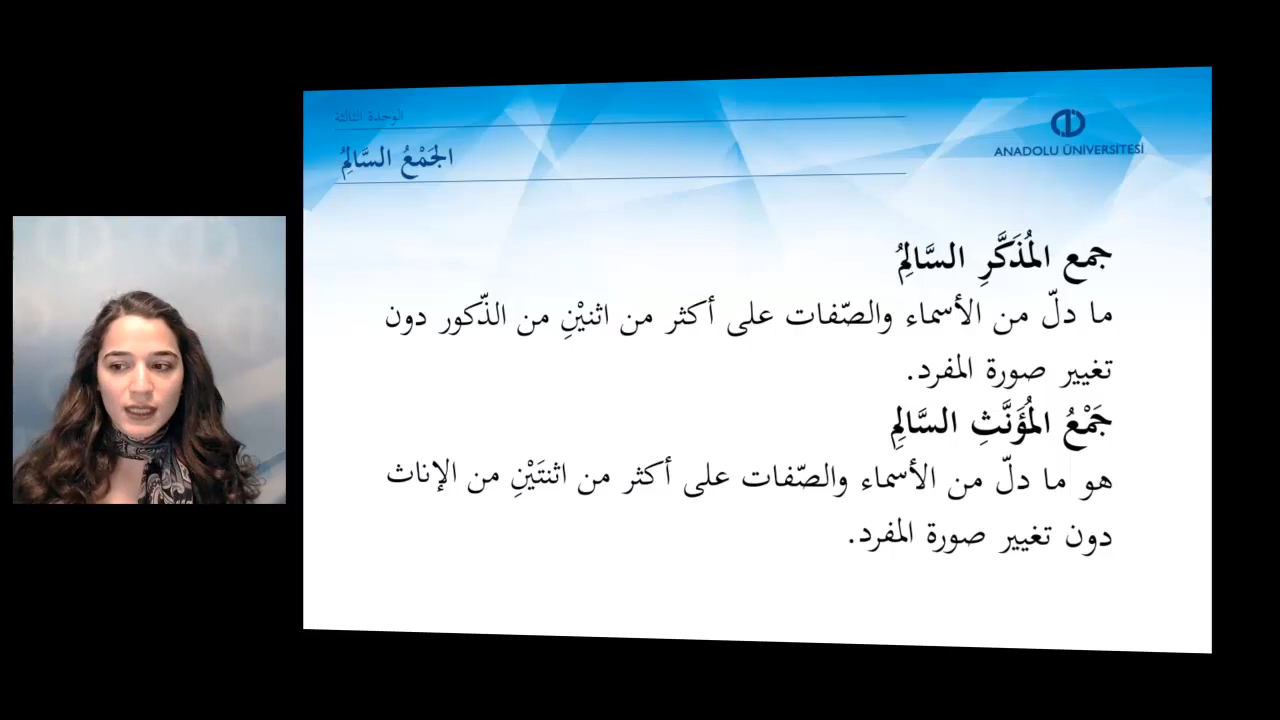 الوحدة الثالثة
الجَمْعُ السَّالِمُ
ANADOLU ÜNİVERSİTESİ
جمع المُذَكَّرِ السَّالِمُ
ما دلّ من الأسماء والصّفات على أكثر من اثنيْنِ من الذّكور دون
تغيير صورة المفرد.
جَمْعُ المُؤَنَّثِ السَّالِمِ
هو ما دلّ من الأسماء والصّفات على أكثر من اثنتَيْنِ من الإناث
دون تغيير صورة المفرد.